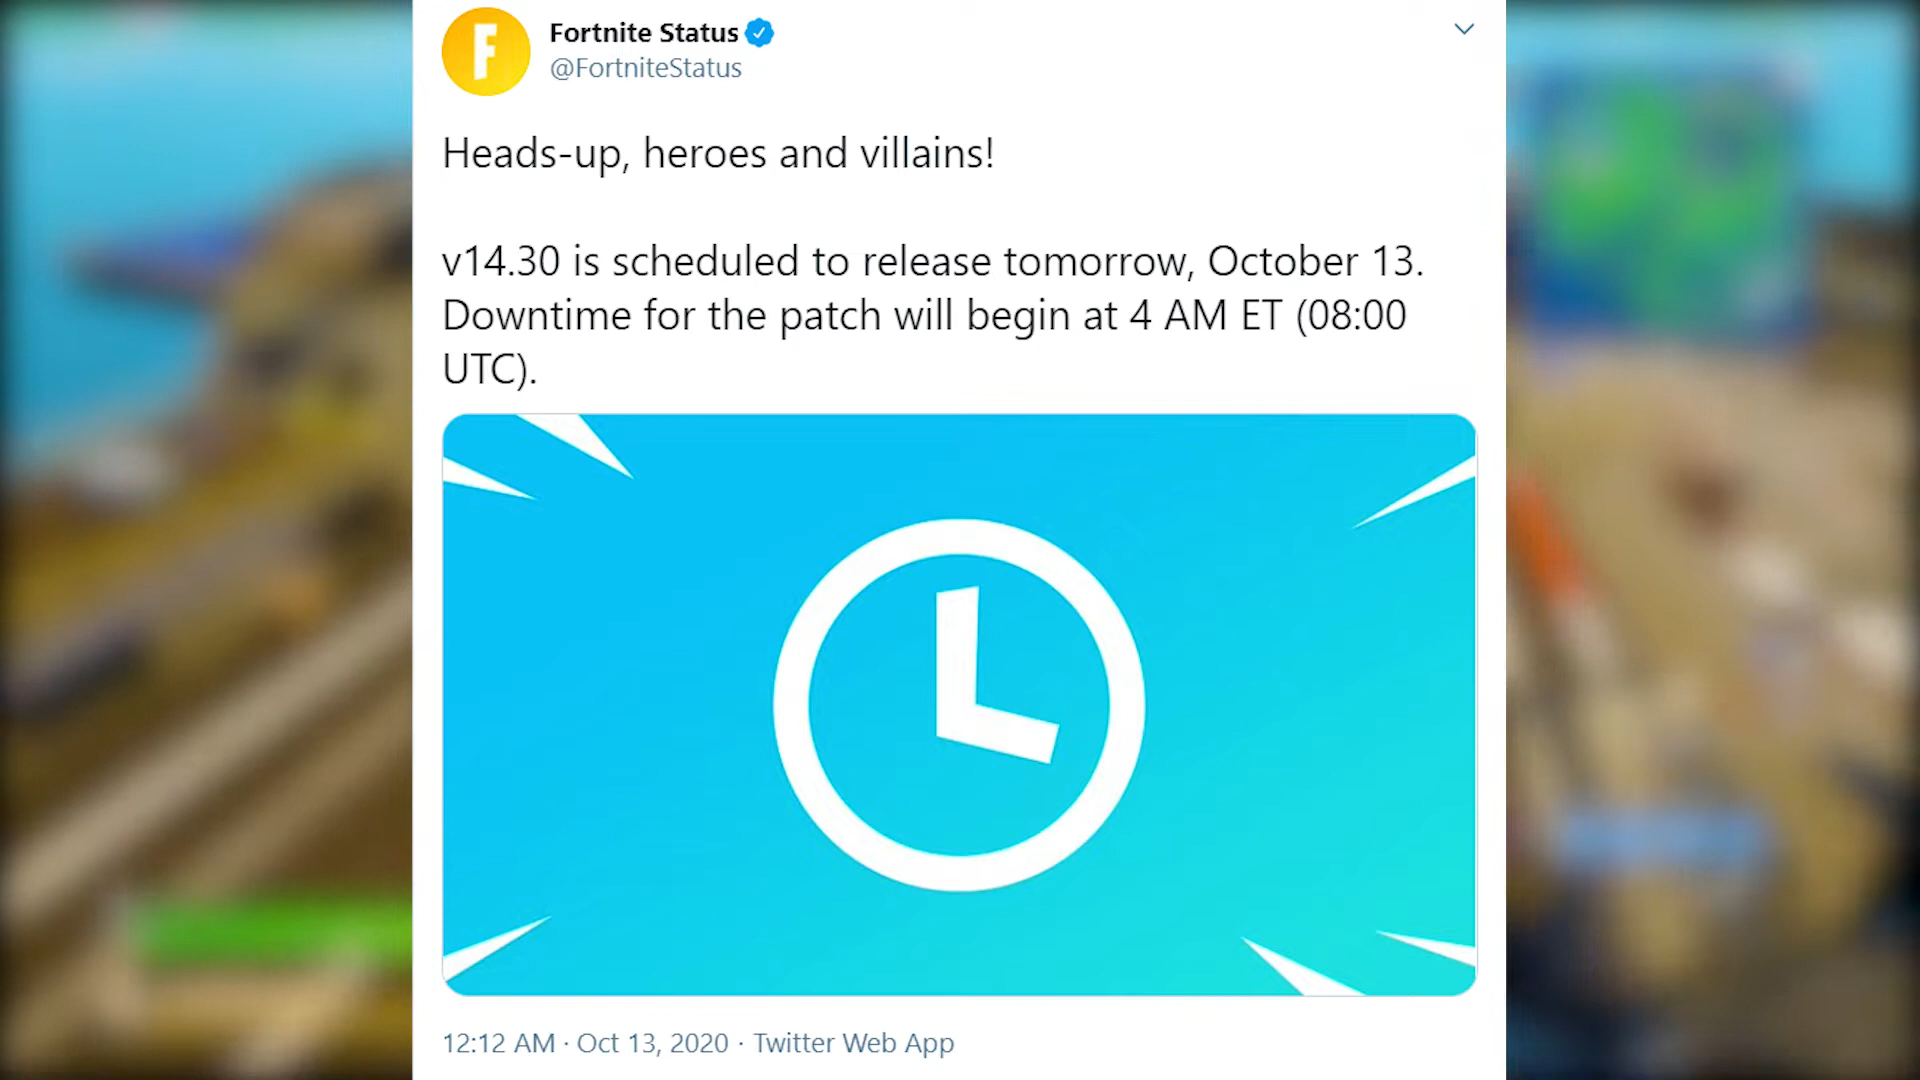 Fortnite Status
@FortniteStatus
Heads-up, heroes and villains!
v14.30 is scheduled to release tomorrow, October 13.
Downtime for the patch will begin at 4 AM ET (08:00
UTC).
12:12 AM · Oct 13, 2020 · Twitter Web App